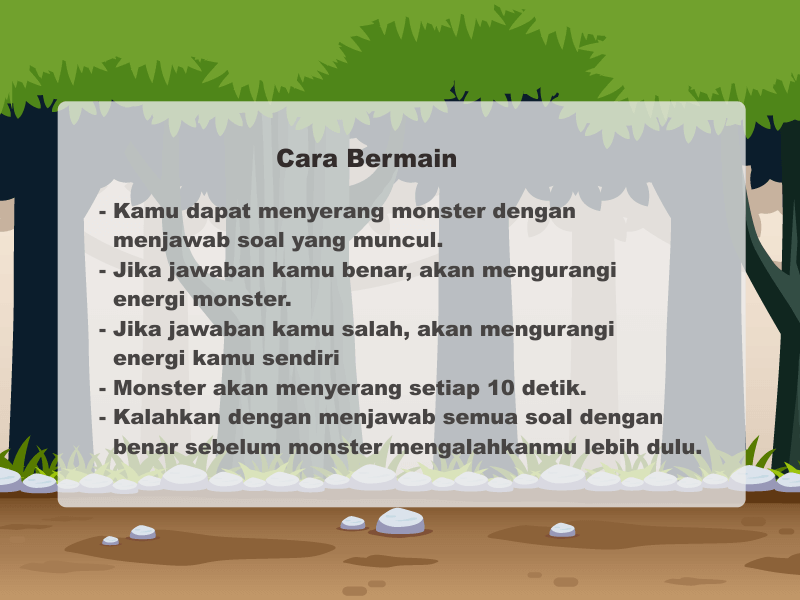 Cara Bermain
- Kamu dapat menyerang monster dengan
menjawab soal yang muncul.
- Jika jawaban kamu benar, akan mengurangi
energi monster.
- Jika jawaban kamu salah, akan mengurangi
energi kamu sendiri
- Monster akan menyerang setiap 10 detik.
- Kalahkan dengan menjawab semua soal dengan
benar sebelum monster mengalahkanmu lebih dulu.